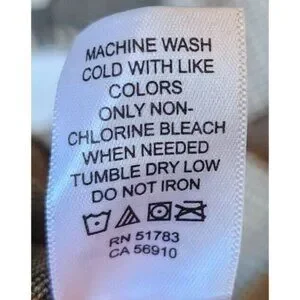 MACHINE WASH
COLD WITH LIKE
COLORS
ONLY NON-
CHLORINE BLEACH
WHEN NEEDED
TUMBLE DRY LOW
DO NOT IRON
RN 51783
CA 56910